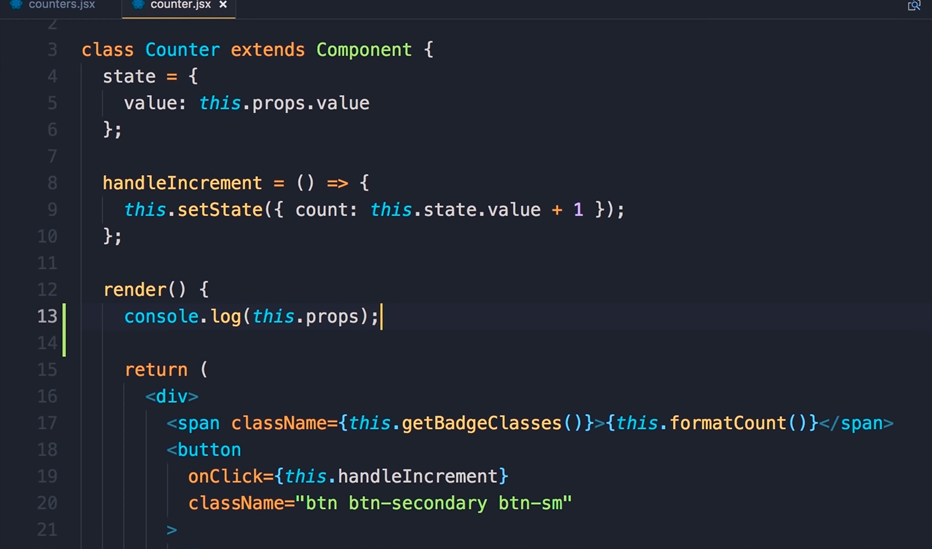 counters.jsx counter.jsx ×
2
3 class Counter extends Component {
4 state = {
5 value: this.props.value
6 };
7
8 handleIncrement = () => {
9 this.setState({ count: this.state.value + 1 });
10 };
11
12 render() {
13 console.log(this.props);
14
15 return (
16 <div>
17 <span className={this.getBadgeClasses()}>{this.formatCount()}</span>
18 <button
19 onClick={this.handleIncrement}
20 className="btn btn-secondary btn-sm"
21 >